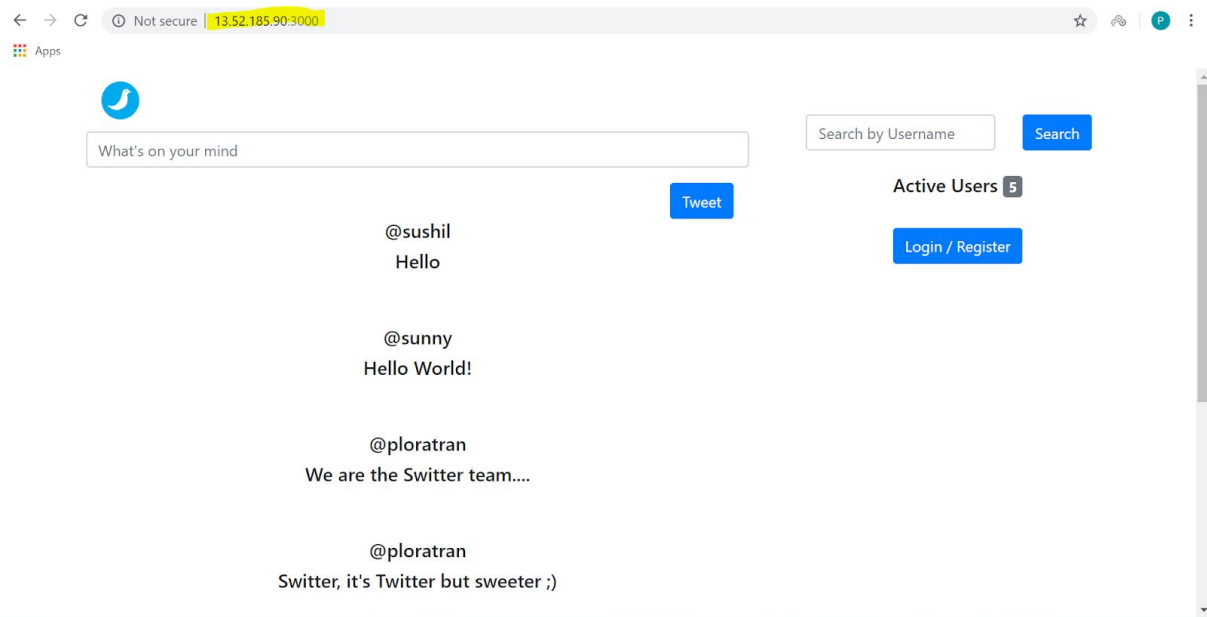 Not secure | 13.52.185.90:3000
P
Apps
What's on your mind
Tweet
Search by Username
Search
Active Users 5
Login / Register
@sushil
Hello
@sunny
Hello World!
@ploratran
We are the Switter team....
@ploratran
Switter, it's Twitter but sweeter ;)